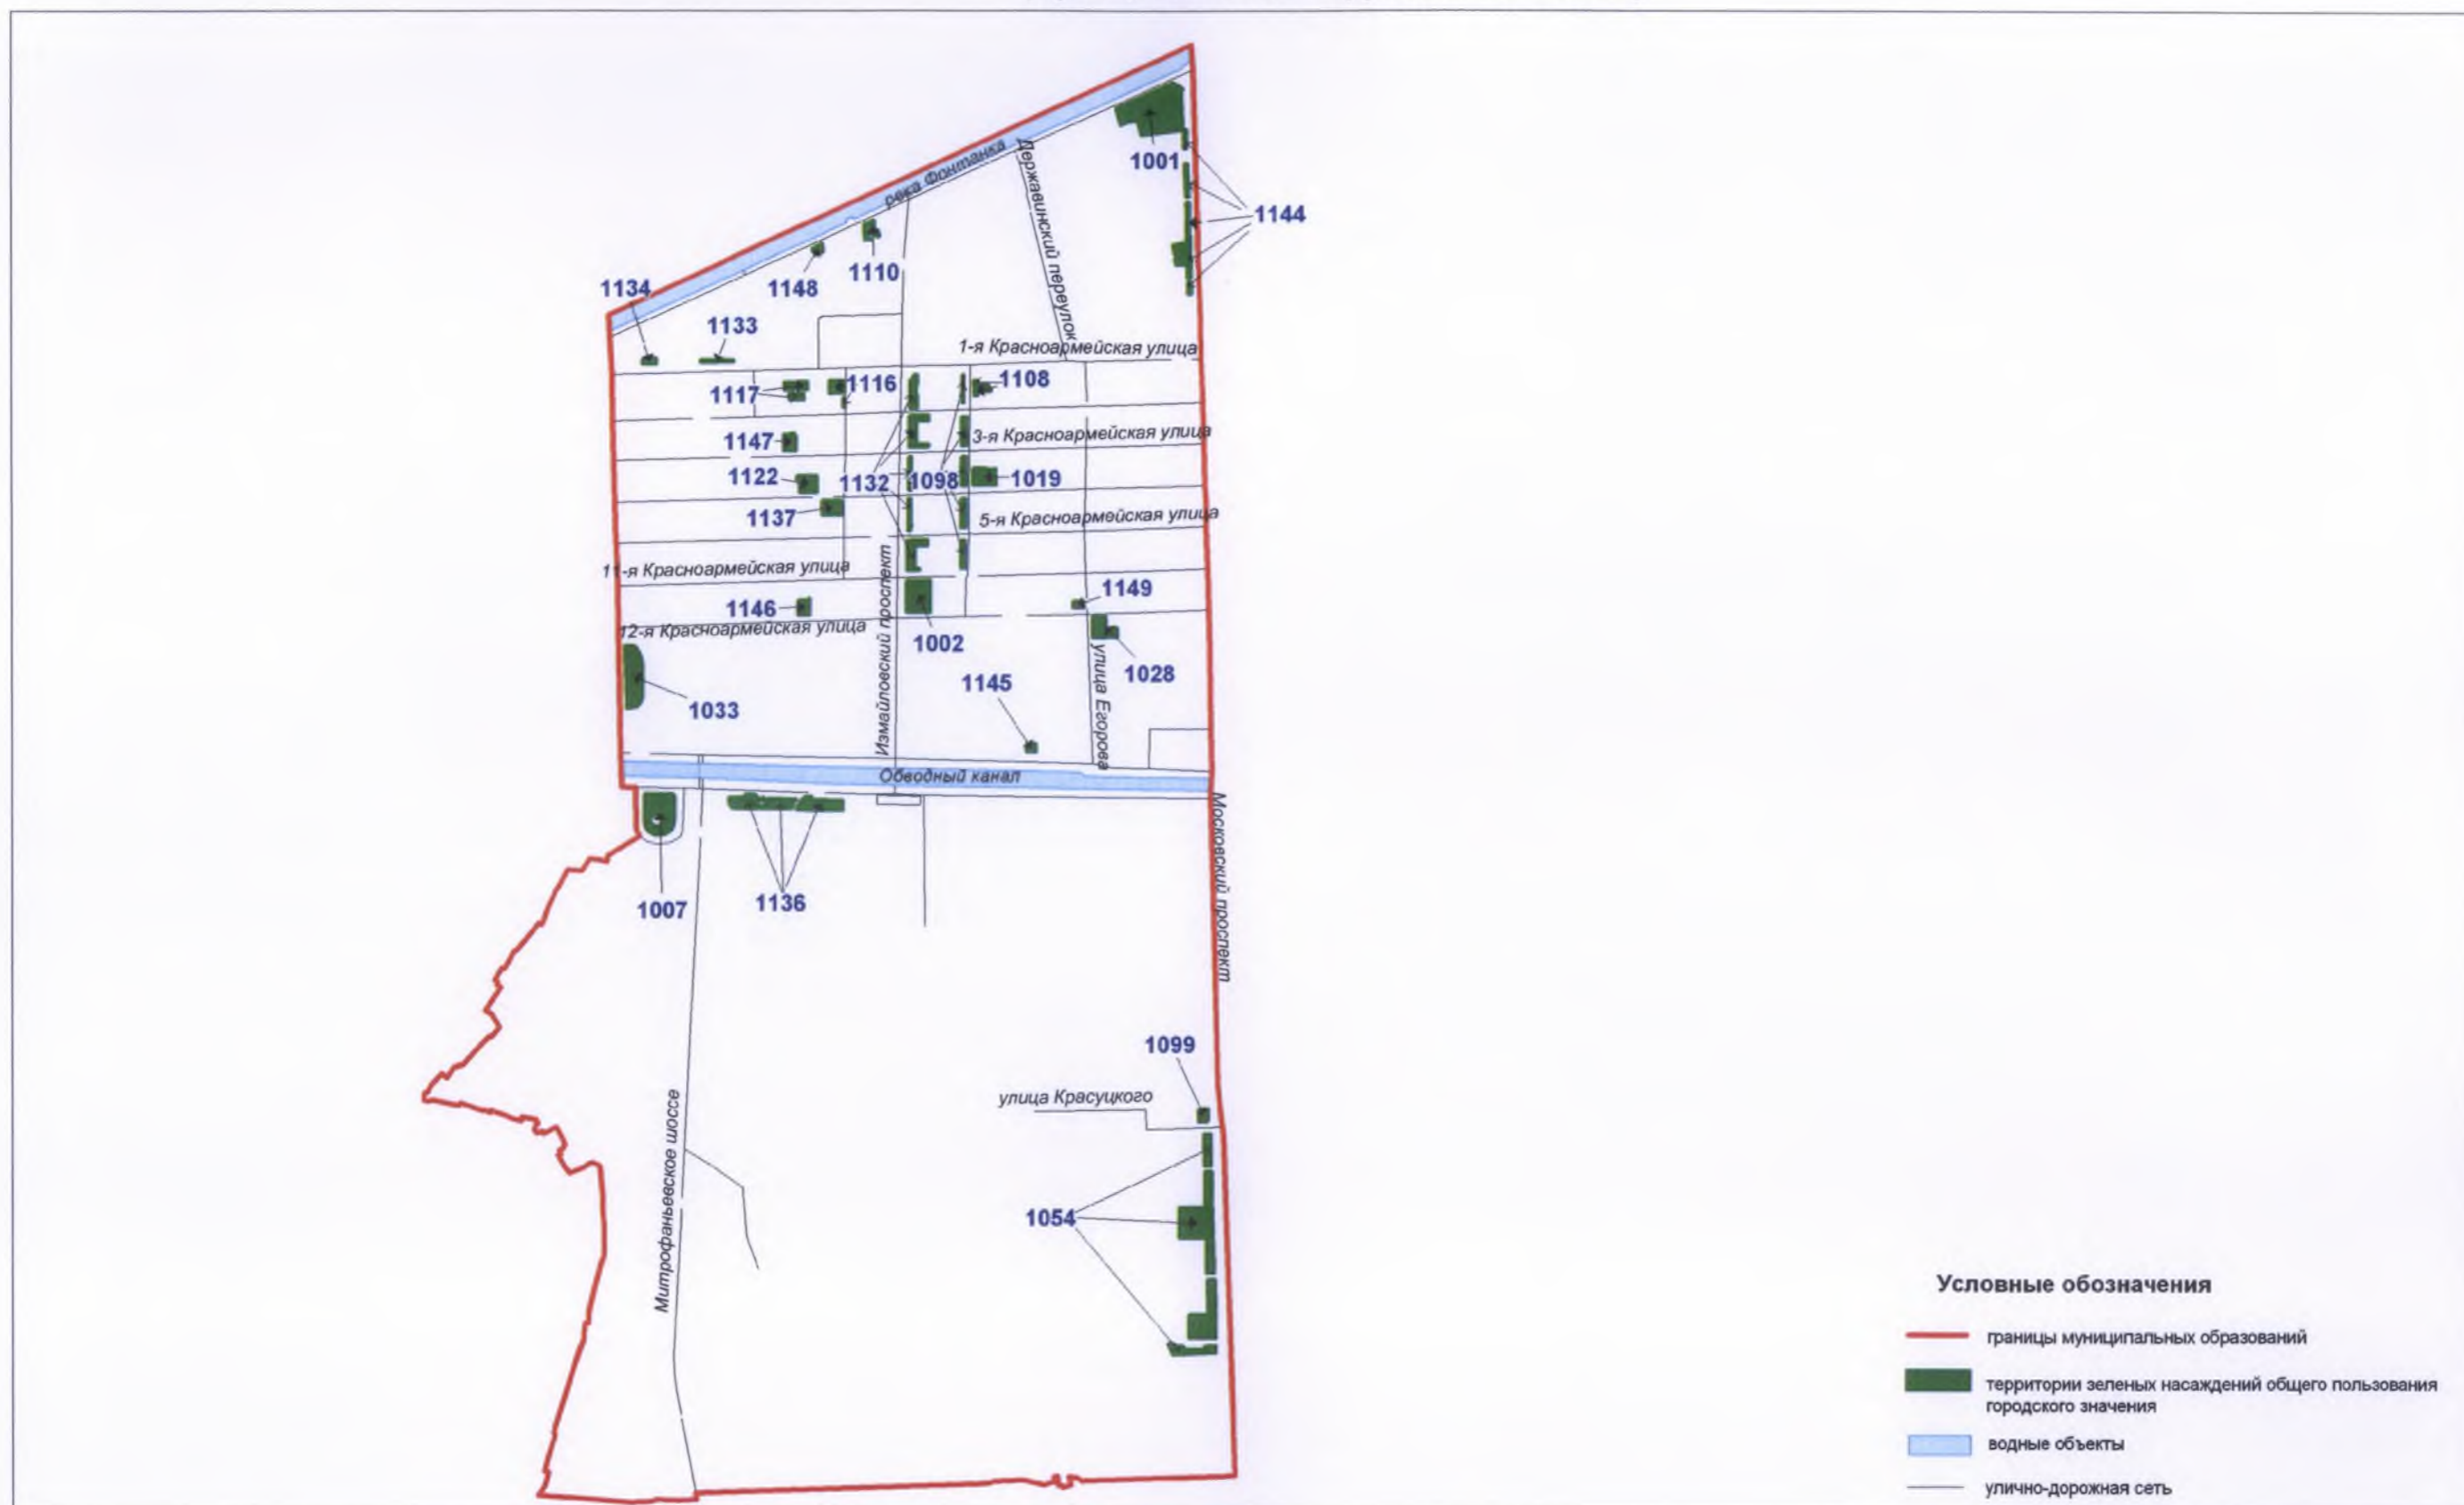 река Фонтанка
Державинский переулок
1001
1144
1110
1148
1134
1133
1-я Красноармейская улица
1117
1116
1108
1147
3-я Красноармейская улица
1122
1132
1098
1019
1137
5-я Красноармейская улица
11-я Красноармейская улица
Измайловский проспект
1146
1149
12-я Красноармейская улица
1002
1028
улица Егорова
1145
1033
Обводный канал
Московский проспект
1007
1136
1099
улица Красуцкого
Митрофаньевское шоссе
1054
Условные обозначения
границы муниципальных образований
территории зеленых насаждений общего пользования
городского значения
водные объекты
улично-дорожная сеть